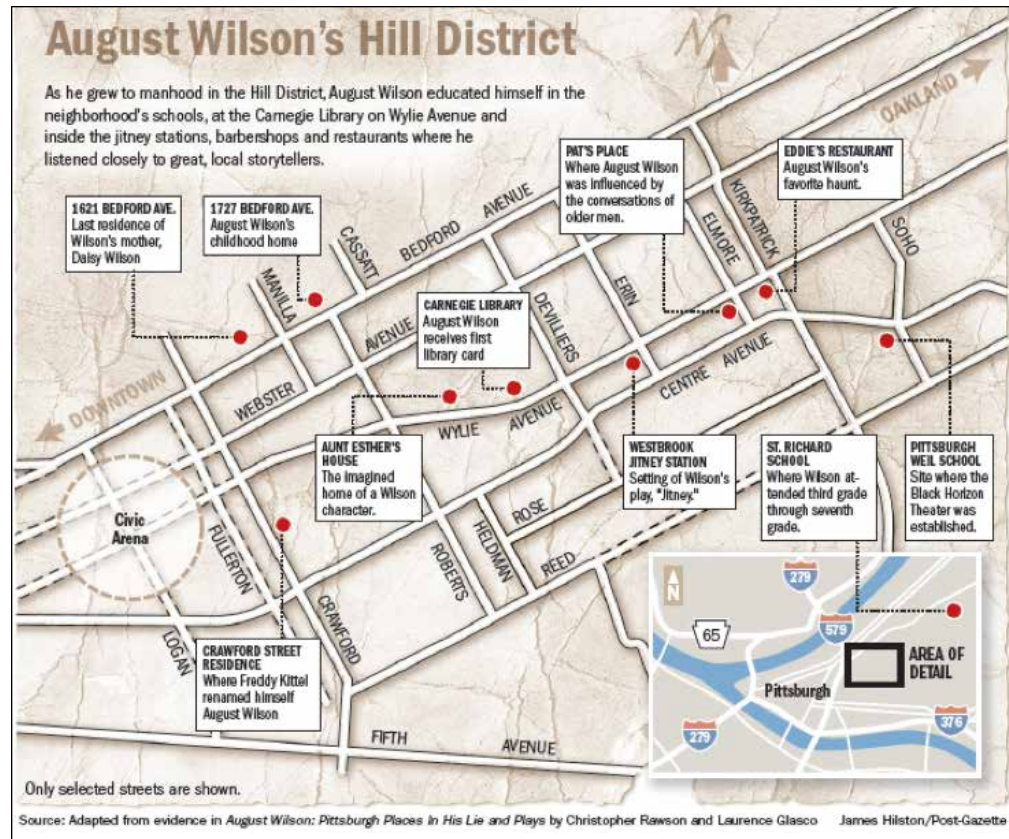 August Wilson's Hill District
As he grew to manhood in the Hill District, August Wilson educated himself in the
neighborhood's schools, at the Carnegie Library on Wylie Avenue and
inside the jitney stations, barbershops and restaurants where he
listened closely to great, local storytellers.
N
OAKLAND
PAT'S PLACE
Where August Wilson
was influenced by
the conversations of
older men.
EDDIE'S RESTAURANT
August Wilson's
favorite haunt.
1621 BEDFORD AVE.
Last residence of
Wilson's mother,
Daisy Wilson
1727 BEDFORD AVE.
August Wilson's
childhood home
CASSATT
BEDFORD
AVENUE
KIRKPATRICK
ELMORE
SOHO
MANILLA
ERIN
DEVILLIERS
CARNEGIE LIBRARY
August Wilson
receives first
library card
AVENUE
WEBSTER
DOWNTOWN
CENTRE AVENUE
WYLIE AVENUE
AUNT ESTHER'S
HOUSE
The imagined
home of a Wilson
character.
WESTBROOK
JITNEY STATION
Setting of Wilson's
play, "Jitney."
ST. RICHARD
SCHOOL
Where Wilson at-
tended third grade
through seventh
grade.
PITTSBURGH
WEIL SCHOOL
Site where the
Black Horizon
Theater was
established.
Civic
Arena
FULLERTON
ROSE
HELDMAN
REED
ROBERTS
CRAWFORD
LOGAN
CRAWFORD STREET
RESIDENCE
Where Freddy Kittel
renamed himself
August Wilson
FIFTH AVENUE
N
279
65
579
AREA OF
DETAIL
Pittsburgh
279
376
Only selected streets are shown.
Source: Adapted from evidence in August Wilson: Pittsburgh Places In His Lie and Plays by Christopher Rawson and Laurence Glasco James Hilston/Post-Gazette